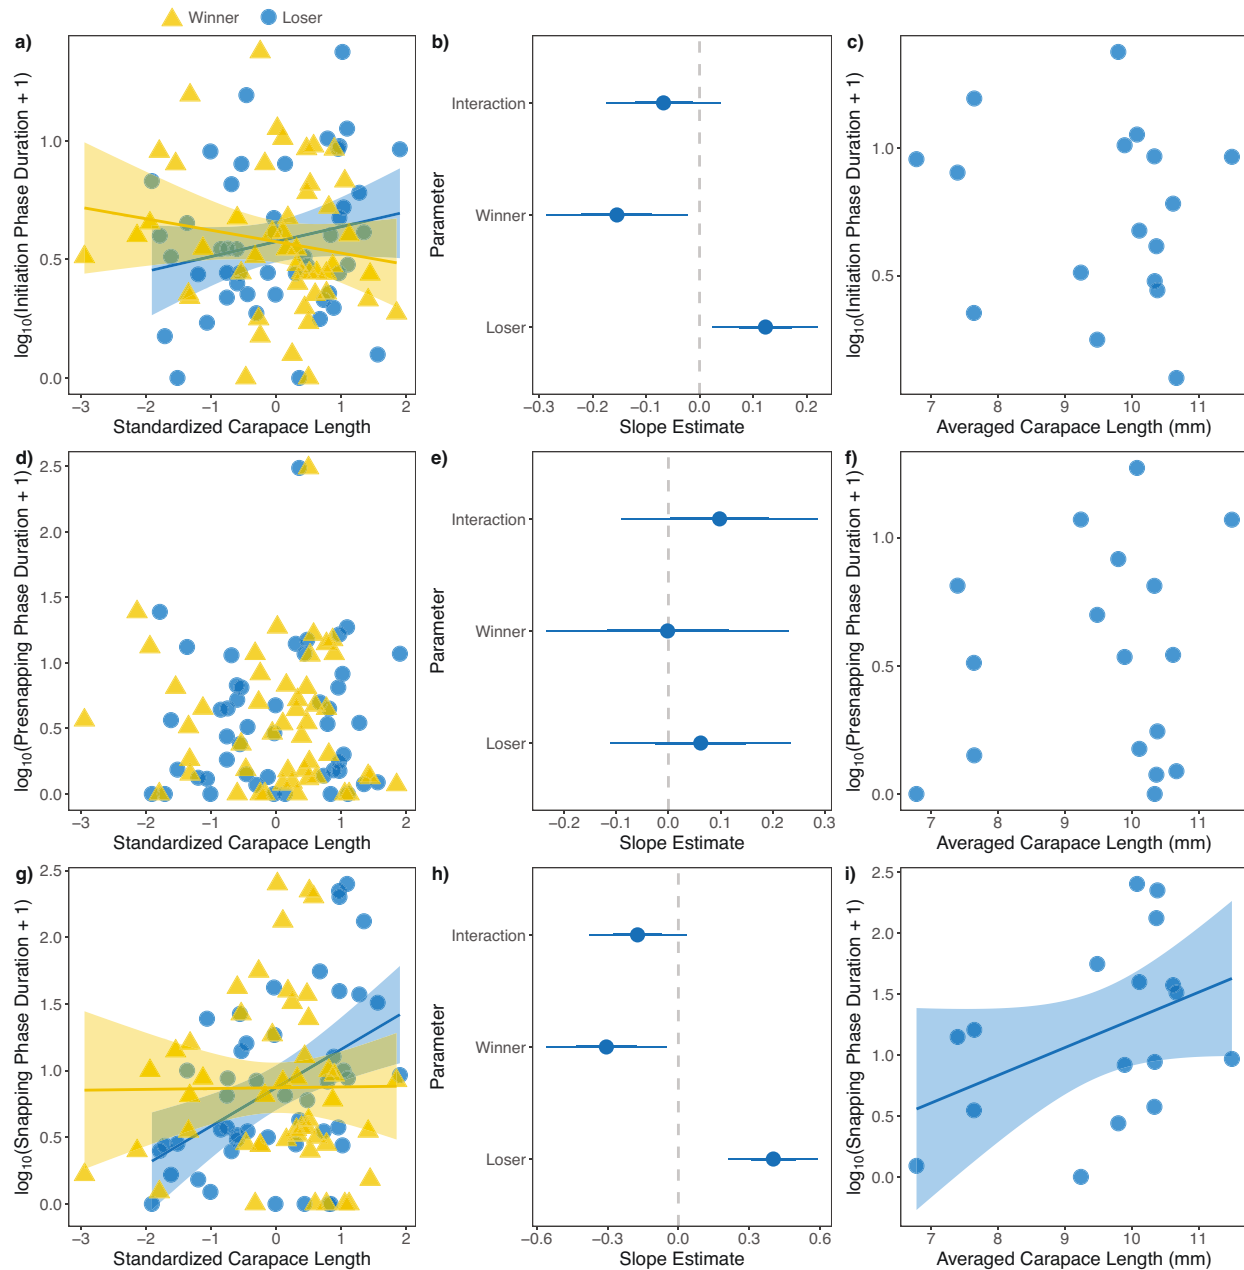 Winner Loser
a) b) c)
log10(Initiation Phase Duration + 1)
1.0
0.5
0.0
−3 −2 −1 0 1 2
Standardized Carapace Length
Parameter
Interaction
Winner
Loser
−0.3 −0.2 −0.1 0.0 0.1 0.2
Slope Estimate
log10(Initiation Phase Duration + 1)
1.0
0.5
7 8 9 10 11
Averaged Carapace Length (mm)
d) e) f)
log10(Presnapping Phase Duration + 1)
2.5
2.0
1.5
1.0
0.5
0.0
−3 −2 −1 0 1 2
Standardized Carapace Length
Parameter
Interaction
Winner
Loser
−0.2 −0.1 0.0 0.1 0.2 0.3
Slope Estimate
log10(Presnapping Phase Duration + 1)
1.0
0.5
0.0
7 8 9 10 11
Averaged Carapace Length (mm)
g) h) i)
log10(Snapping Phase Duration + 1)
2.5
2.0
1.5
1.0
0.5
0.0
−3 −2 −1 0 1 2
Standardized Carapace Length
Parameter
Interaction
Winner
Loser
−0.6 −0.3 0.0 0.3 0.6
Slope Estimate
log10(Snapping Phase Duration + 1)
2.5
2.0
1.5
1.0
0.5
0.0
7 8 9 10 11
Averaged Carapace Length (mm)